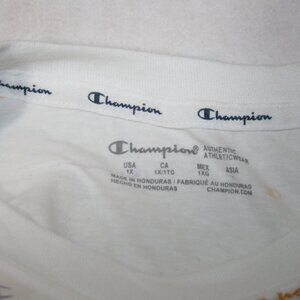 Champion
Champion
Champion
Champion® AUTHENTIC
ATHLETICWEAR
USA CA MEX ASIA
1X 1X/1TG 1XG
MADE IN HONDURAS / FABRIQUÉ AU HONDURAS
HECHO EN HONDURAS CHAMPION.COM